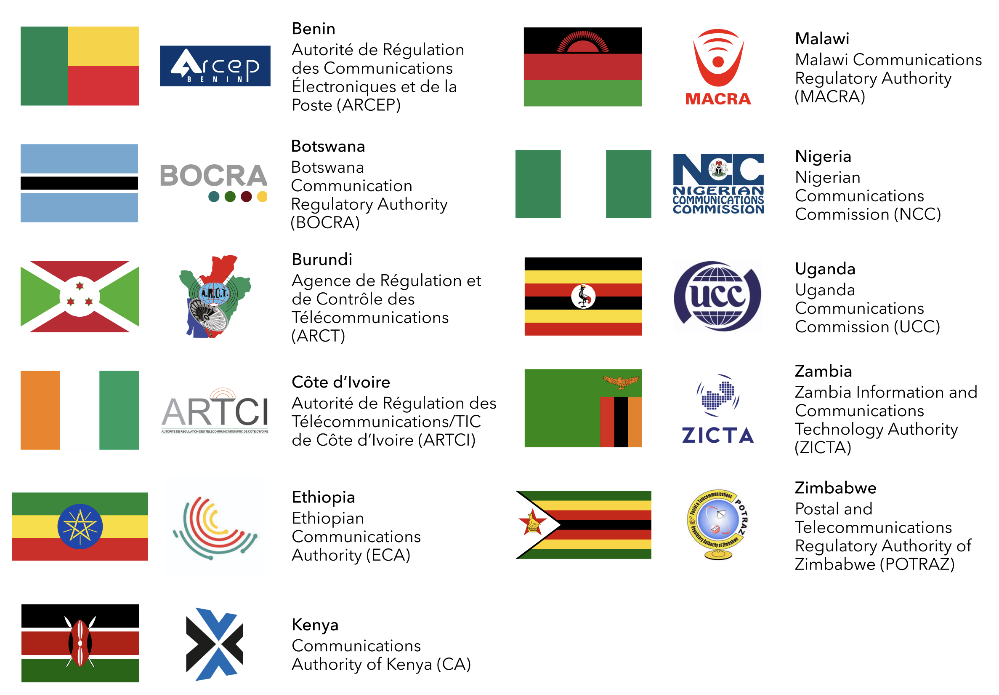 Arcep
BENIN
Benin
Autorité de Régulation
des Communications
Électroniques et de la
Poste (ARCEP)
BOCRA
Botswana
Botswana
Communication
Regulatory Authority
(BOCRA)
A.R.C.T.
Burundi
Agence de Régulation et
de Contrôle des
Télécommunications
(ARCT)
ARTCI
AUTORITE DE REGULATION DES TELECOMMUNICATIONS/TIC DE COTE D'IVOIRE
Côte d’Ivoire
Autorité de Régulation des
Télécommunications/TIC
de Côte d’Ivoire (ARTCI)
Ethiopia
Ethiopian
Communications
Authority (ECA)
Kenya
Communications
Authority of Kenya (CA)
MACRA
Malawi
Malawi Communications
Regulatory Authority
(MACRA)
NCC
NIGERIAN
COMMUNICATIONS
COMMISSION
Nigeria
Nigerian
Communications
Commission (NCC)
ucc
Uganda
Uganda
Communications
Commission (UCC)
ZICTA
Zambia
Zambia Information and
Communications
Technology Authority
(ZICTA)
Postal & Telecommunications
Regulatory Authority of Zimbabwe
POTRAZ
Zimbabwe
Postal and
Telecommunications
Regulatory Authority of
Zimbabwe (POTRAZ)